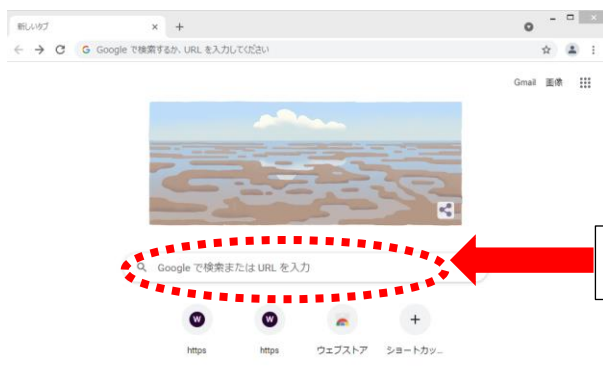 新しいタブ
Google で検索するか、URL を入力してください
Gmail 画像
Google で検索または URL を入力
W W
https https ウェブストア ショートカッ...